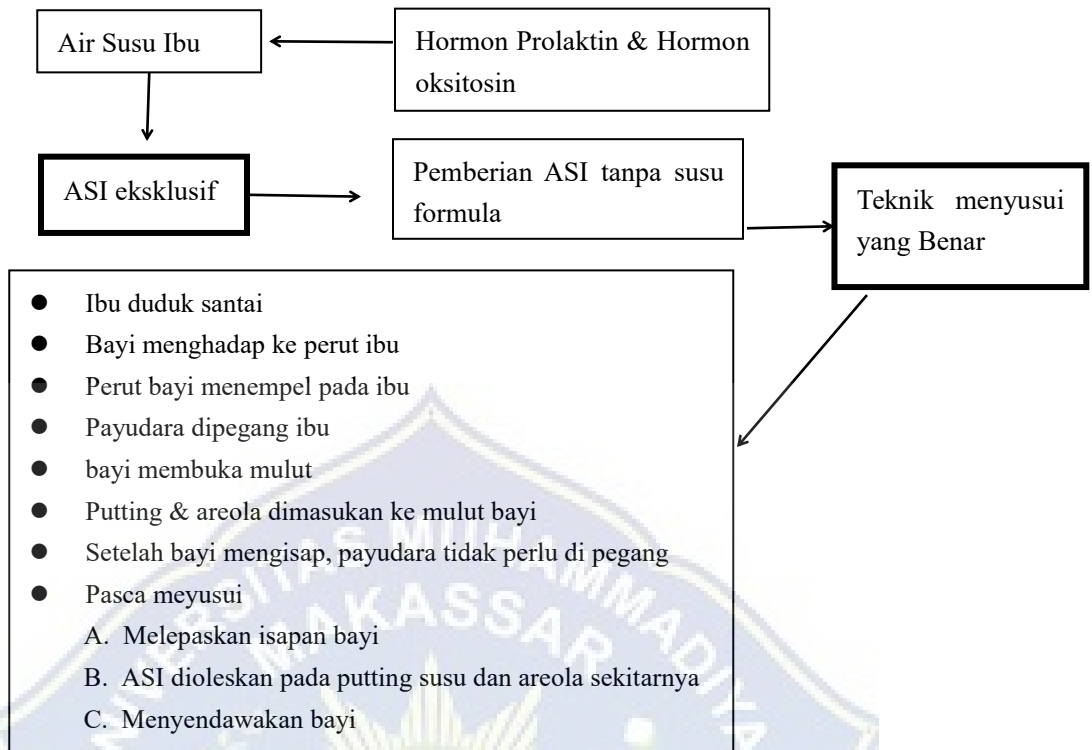 Air Susu Ibu
Hormon Prolaktin & Hormon
oksitosin
ASI eksklusif
Pemberian ASI tanpa susu
formula
Teknik menyusui
yang Benar
● Ibu duduk santai
● Bayi menghadap ke perut ibu
● Perut bayi menempel pada ibu
● Payudara dipegang ibu
● bayi membuka mulut
● Putting & areola dimasukan ke mulut bayi
● Setelah bayi mengisap, payudara tidak perlu di pegang
● Pasca meyusui
A. Melepaskan isapan bayi
B. ASI dioleskan pada putting susu dan areola sekitarnya
C. Menyendawakan bayi
UNIVERSITAS MUHAMMADIYA
MAKASSAR